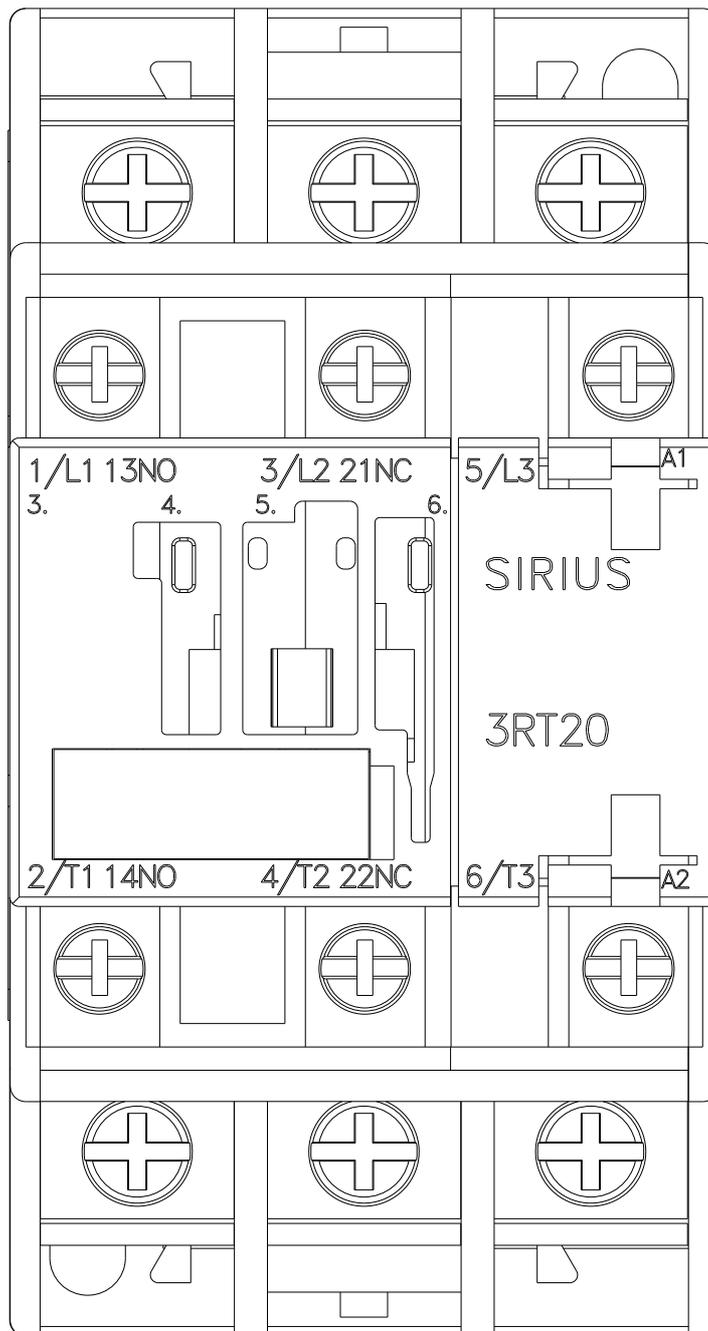 1/L1 13NO 3/L2 21NC 5/L3 A1
3. 4. 5. 6.
SIRIUS
3RT20
2/T1 14NO 4/T2 22NC 6/T3 A2